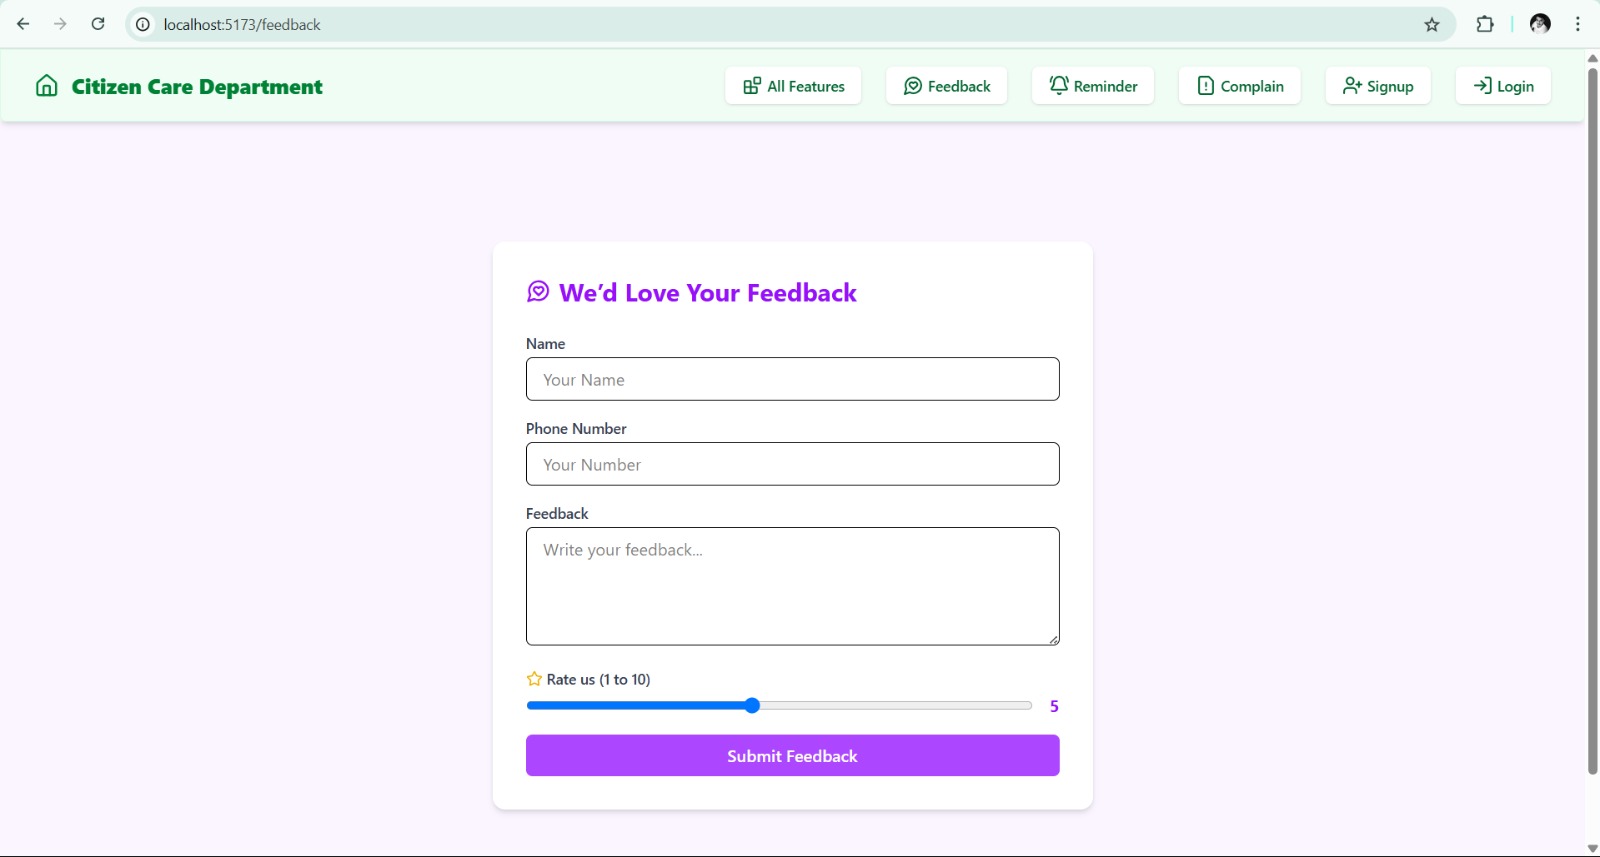 localhost:5173/feedback
Citizen Care Department
All Features
Feedback
Reminder
Complain
Signup
Login
We’d Love Your Feedback
Name
Your Name
Phone Number
Your Number
Feedback
Write your feedback...
Rate us (1 to 10)
5
Submit Feedback